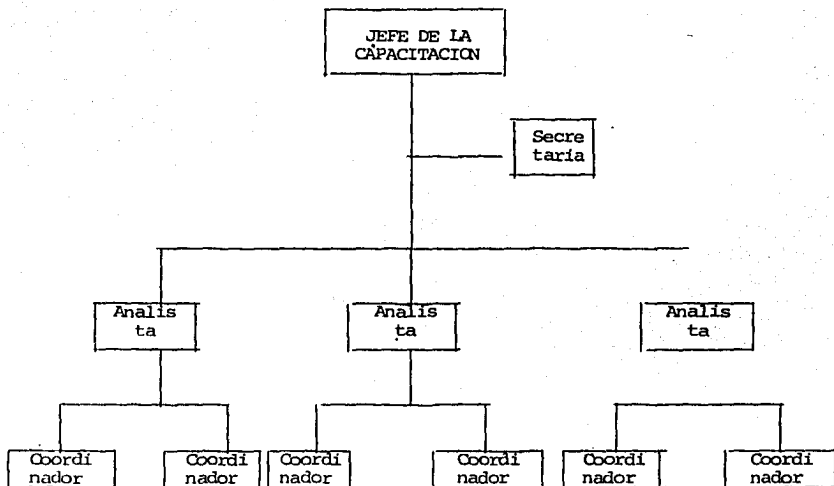 JEFE DE LA
CAPACITACION
Secre
taria
Analis
ta
Analis
ta
Analis
ta
Coordi
nador
Coordi
nador
Coordi
nador
Coordi
nador
Coordi
nador
Coordi
nador